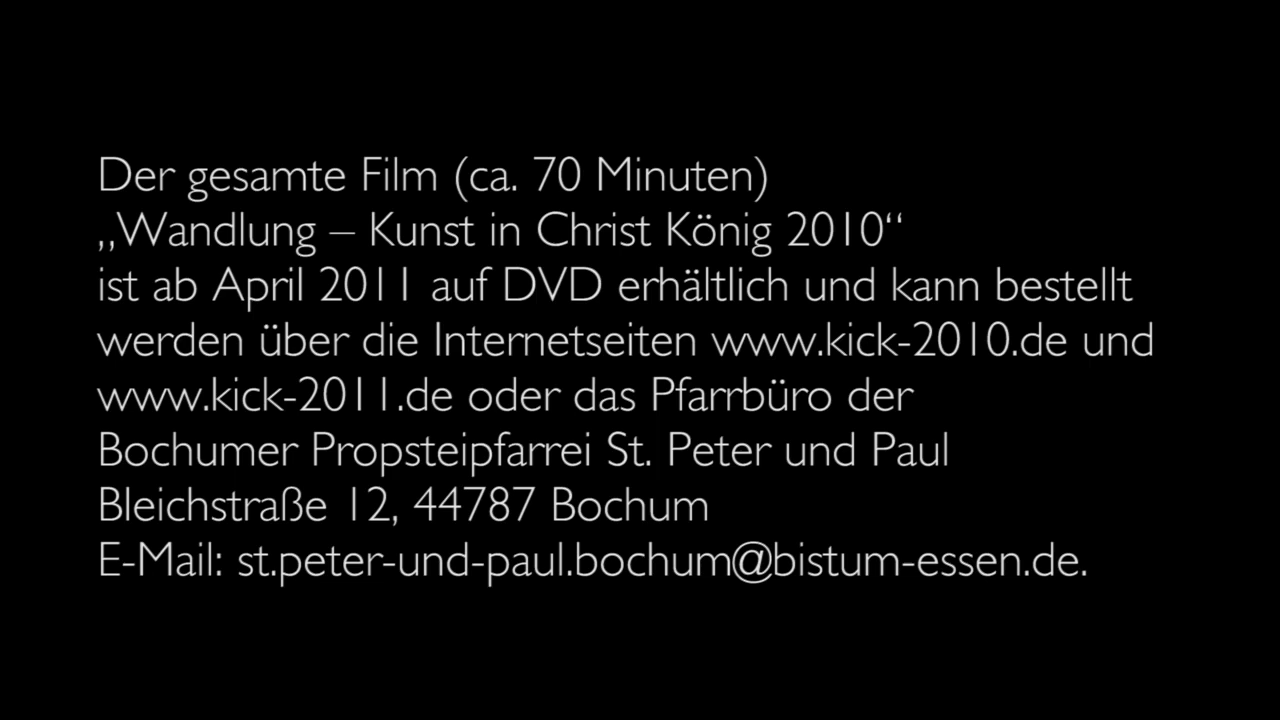 Der gesamte Film (ca. 70 Minuten)
„Wandlung – Kunst in Christ König 2010“
ist ab April 2011 auf DVD erhältlich und kann bestellt
werden über die Internetseiten www.kick-2010.de und
www.kick-2011.de oder das Pfarrbüro der
Bochumer Propsteipfarrei St. Peter und Paul
Bleichstraße 12, 44787 Bochum
E-Mail: st.peter-und-paul.bochum@bistum-essen.de.